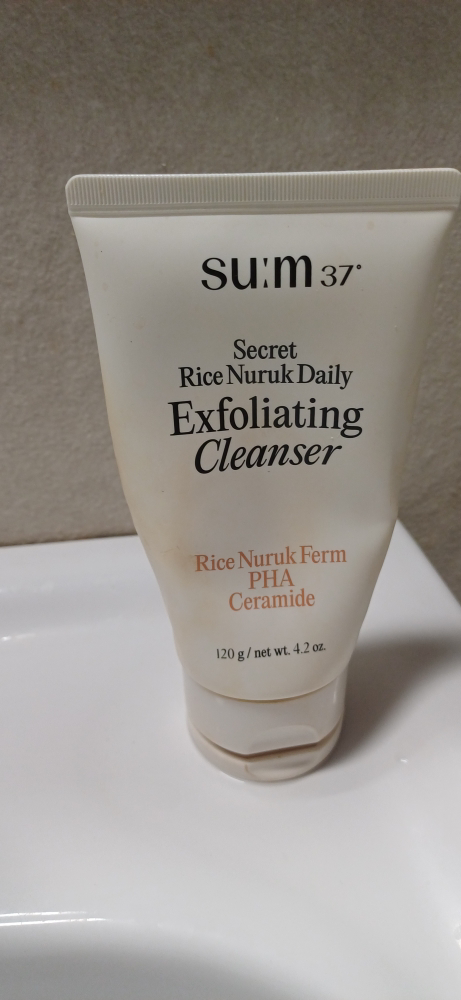 su:m 37°
Secret
Rice Nuruk Daily
Exfoliating
Cleanser
Rice Nuruk Ferm
PHA
Ceramide
120 g / net wt. 4.2 oz.